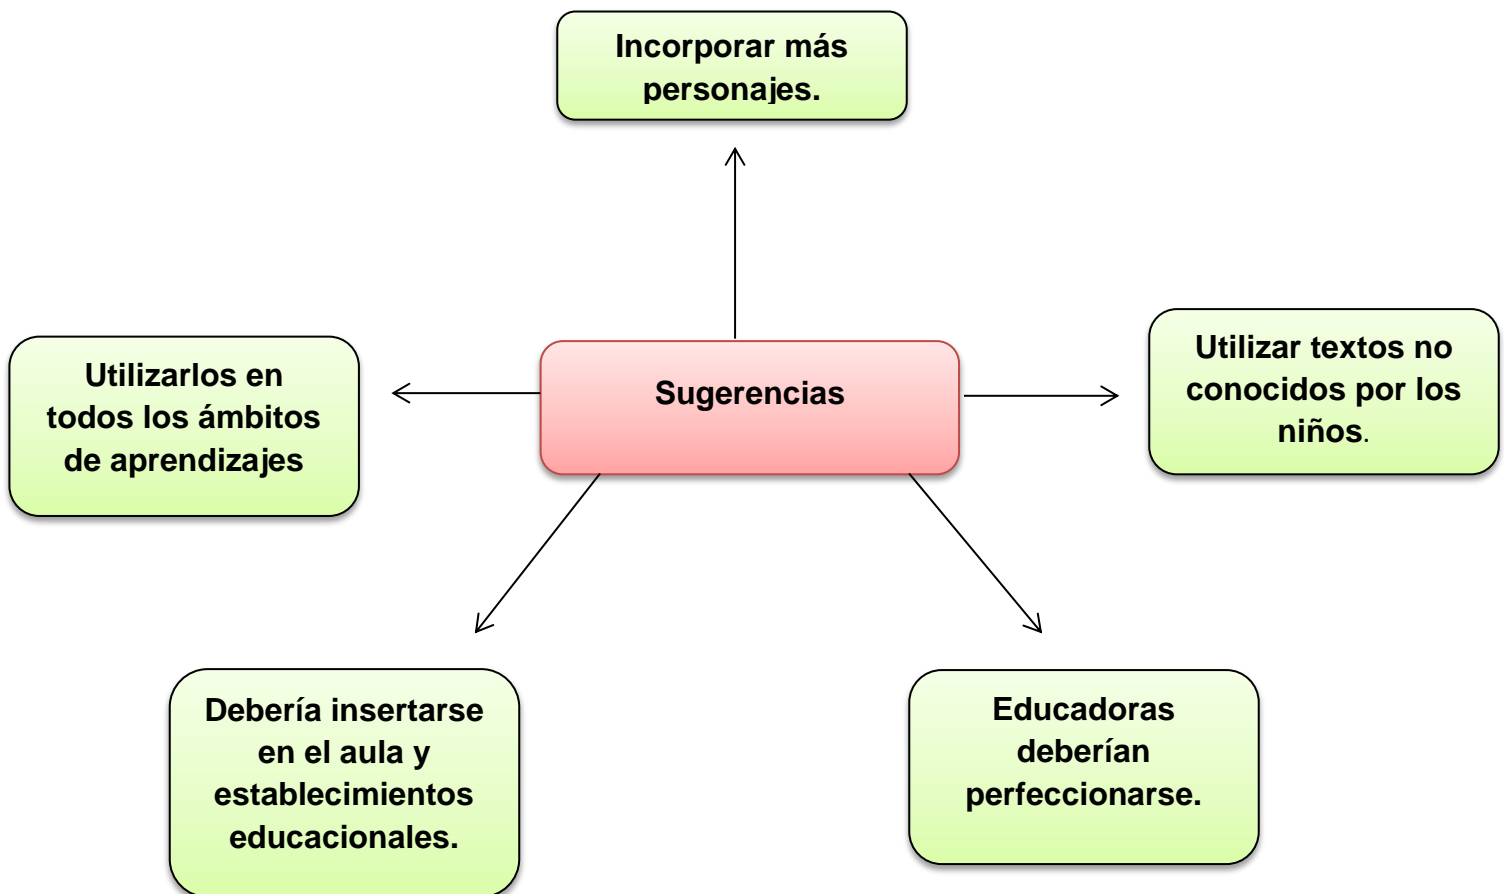 Incorporar más
personajes.
Sugerencias
Utilizarlos en
todos los ámbitos
de aprendizajes
Utilizar textos no
conocidos por los
niños.
Debería insertarse
en el aula y
establecimientos
educacionales.
Educadoras
deberían
perfeccionarse.